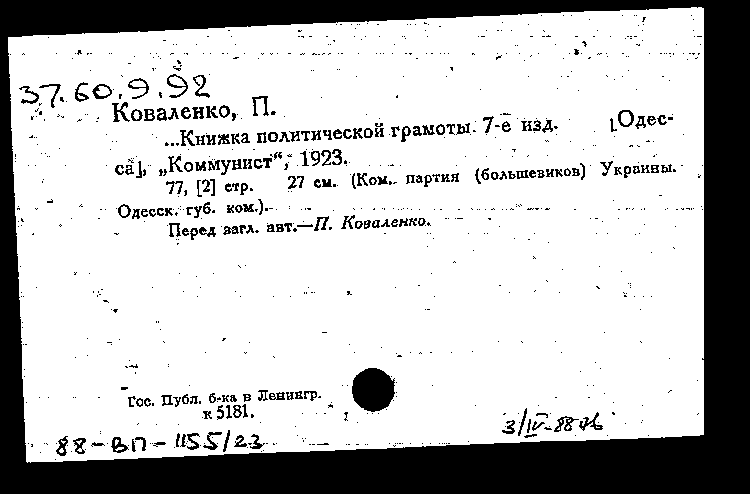 37.60.9.92
Коваленко, П.
...Книжка политической грамоты. 7-е изд. [Одес-
са], „Коммунист“, 1923.
77, [2] стр. 27 см. (Ком. партия (большевиков) Украины.
Одесск. губ. ком.).
Перед загл. авт.—П. Коваленко.
Гос. Публ. б-ка в Ленингр.
к 5181.
88-ВП-1155/23
3/IV-88